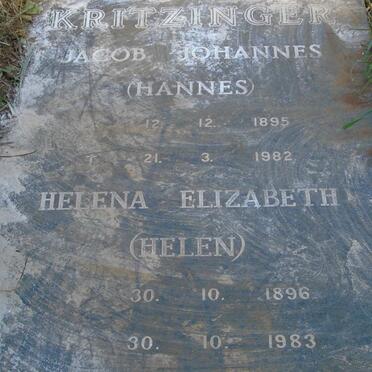 KRITZINGER
JACOB JOHANNES
(HANNES)
12. 12. 1895
21. 3. 1982
HELENA ELIZABETH
(HELEN)
30. 10. 1896
30. 10. 1983